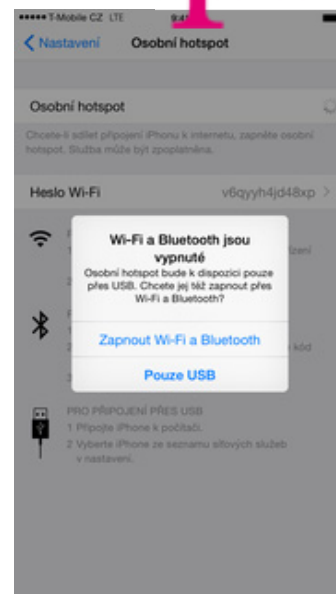 T-Mobile CZ LTE 9:41
Nastavení Osobní hotspot
Osobní hotspot
Chcete-li sdílet připojení iPhonu k internetu, zapněte osobní
hotspot. Služba může být zpoplatněna.
Heslo Wi-Fi v6qyyh4jd48xp
Wi-Fi a Bluetooth jsou
vypnuté
Osobní hotspot bude k dispozici pouze
přes USB. Chcete jej též zapnout přes
Wi-Fi a Bluetooth?
Zapnout Wi-Fi a Bluetooth
kód
Pouze USB
PRO PŘIPOJENÍ PŘES USB
1 Připojte iPhone k počítači.
2 Vyberte iPhone ze seznamu síťových služeb
v nastavení.